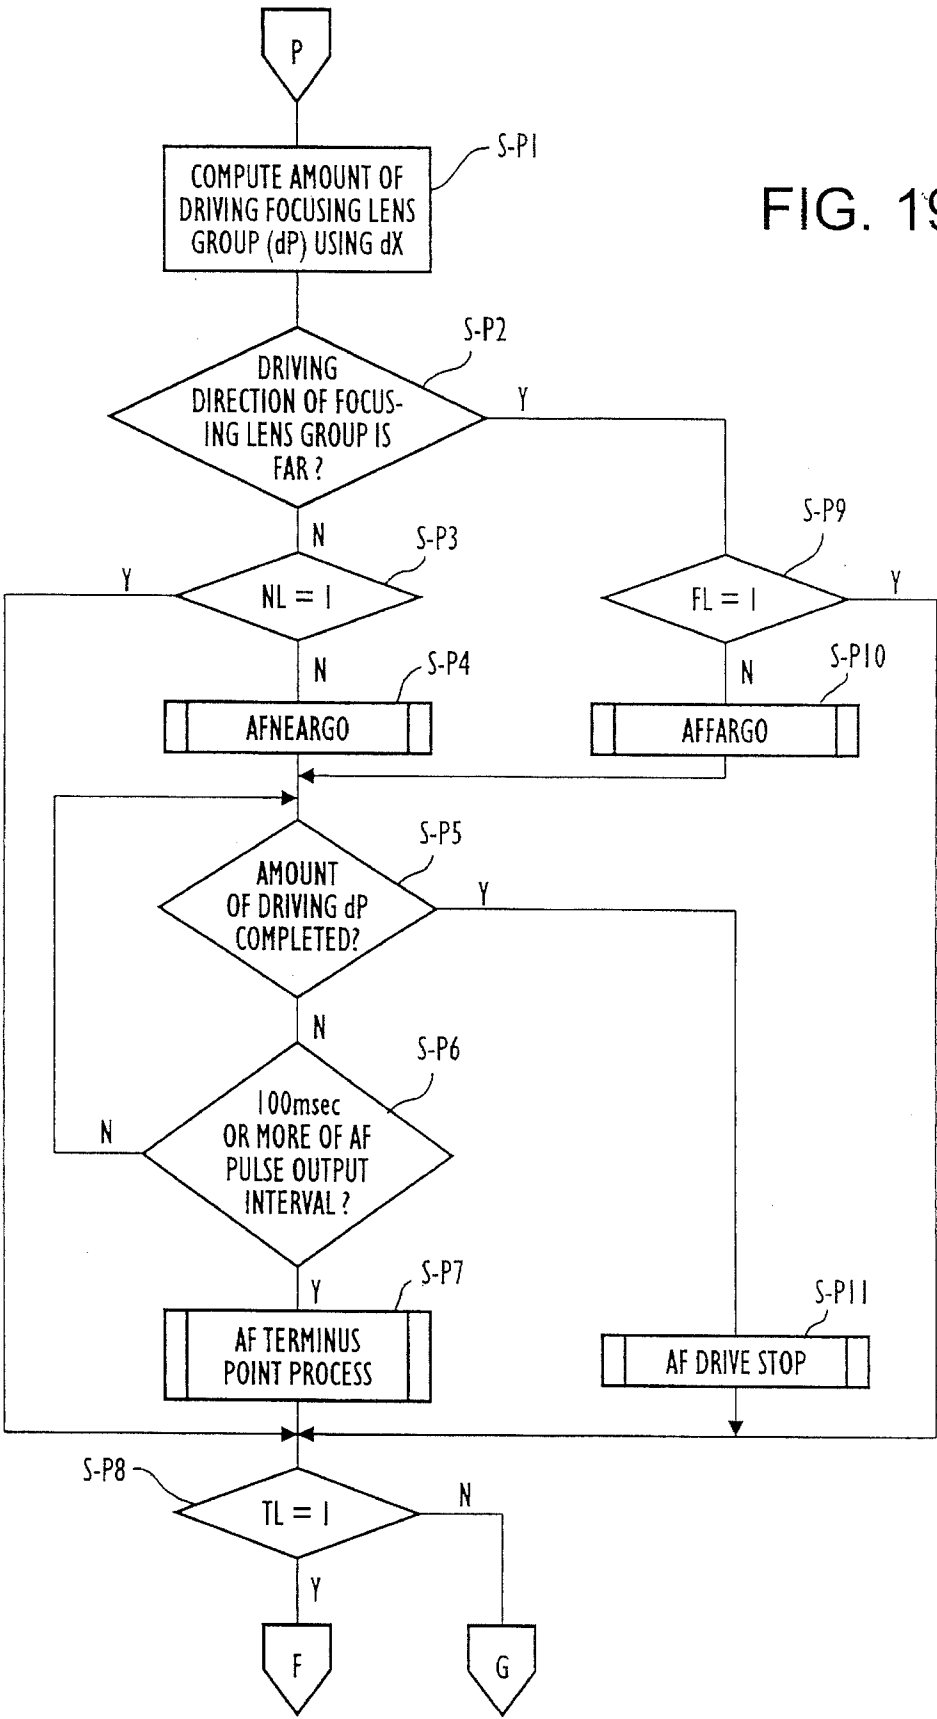 P
S-P1
COMPUTE AMOUNT OF
DRIVING FOCUSING LENS
GROUP (dP) USING dX
FIG. 19
S-P2
DRIVING
DIRECTION OF FOCUS-
ING LENS GROUP IS
FAR ?
Y
N
S-P3
NL = 1
Y
N
S-P9
FL = 1
Y
N
S-P4
AFNEARGO
S-P10
AFFARGO
S-P5
AMOUNT
OF DRIVING dP
COMPLETED?
Y
N
S-P6
100msec
OR MORE OF AF
PULSE OUTPUT
INTERVAL ?
N
Y
S-P7
AF TERMINUS
POINT PROCESS
S-P11
AF DRIVE STOP
S-P8
TL = 1
N
Y
F
G